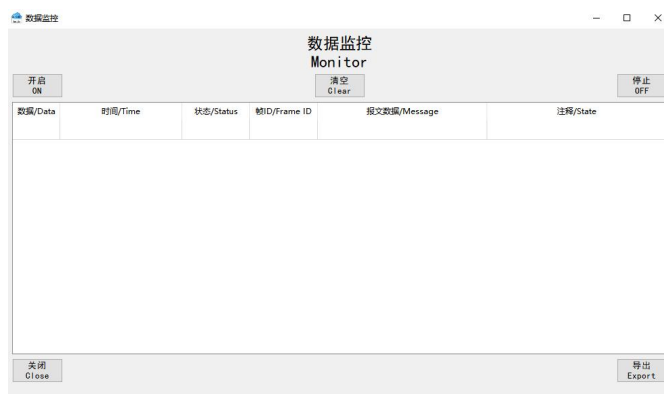 数据监控
数据监控
Monitor
开启
ON
清空
Clear
停止
OFF
数据/Data 时间/Time 状态/Status 帧ID/Frame ID 报文数据/Message 注释/State
关闭
Close
导出
Export